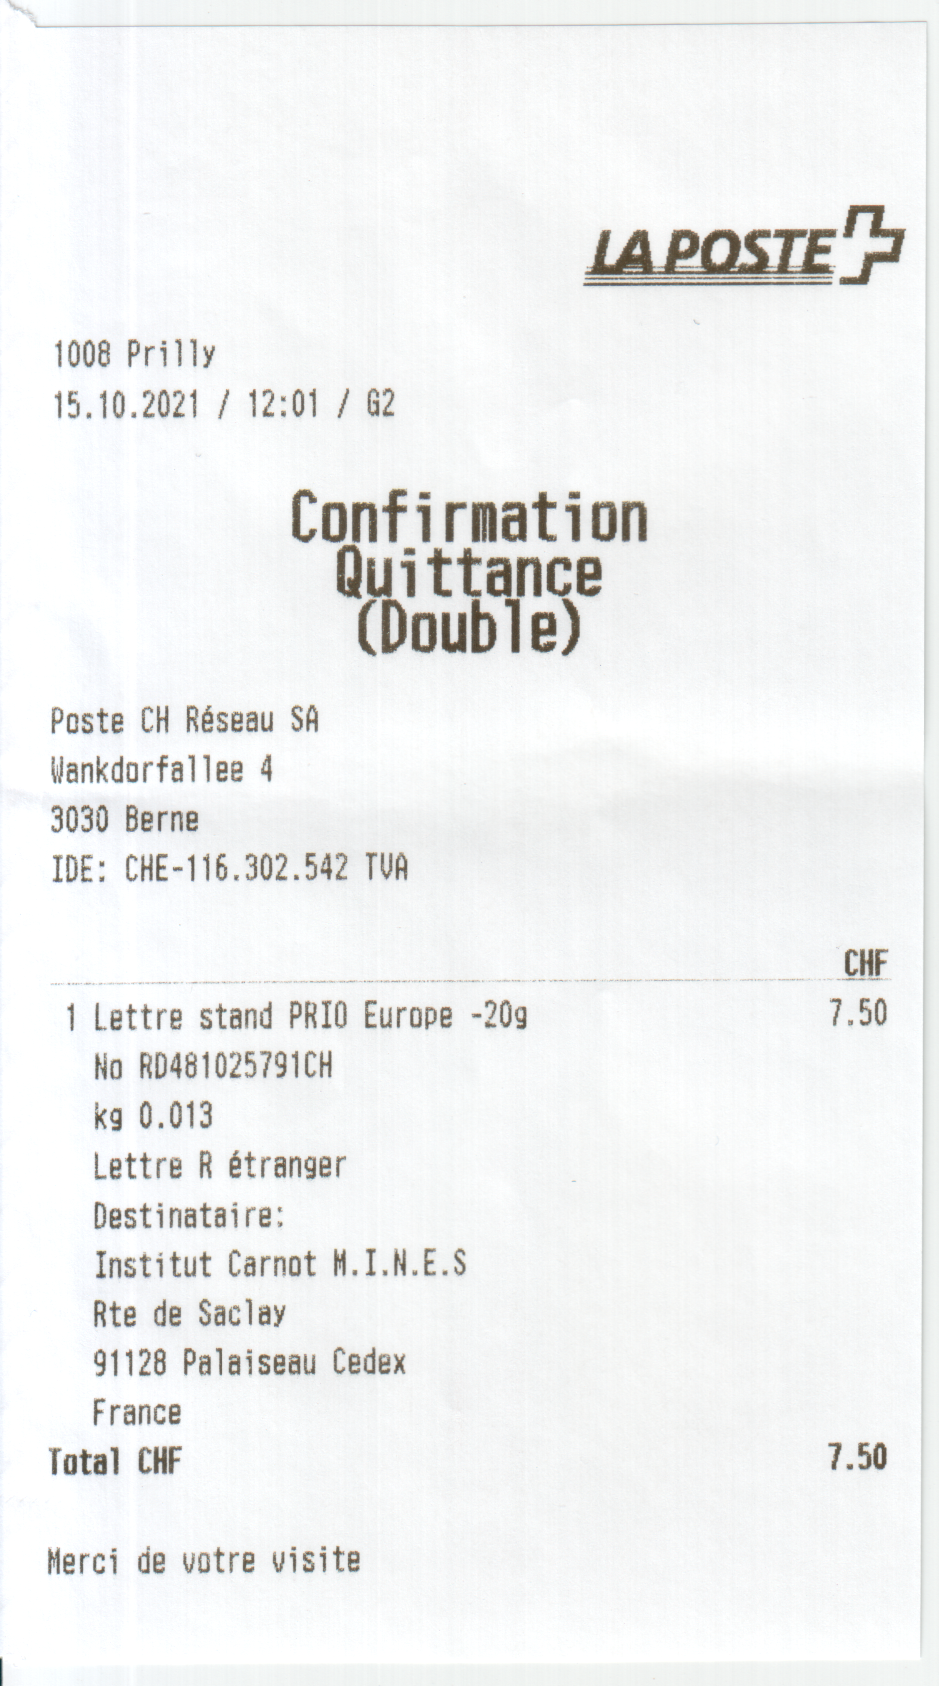 LA POSTE
1008 Prilly
15.10.2021 / 12:01 / G2
Confirmation
Quittance
(Double)
Poste CH Réseau SA
Wankdorfallee 4
3030 Berne
IDE: CHE-116.302.542 TVA
CHF
1 Lettre stand PRIO Europe -20g 7.50
No RD481025791CH
kg 0.013
Lettre R étranger
Destinataire:
Institut Carnot M.I.N.E.S
Rte de Saclay
91128 Palaiseau Cedex
France
Total CHF 7.50
Merci de votre visite